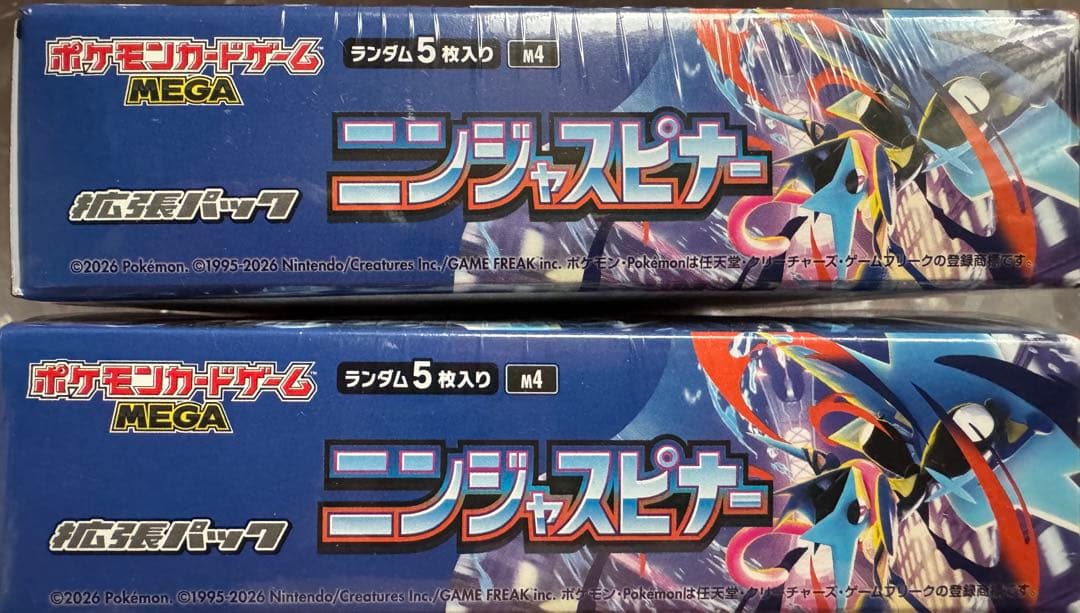 ポケモンカードゲーム
MEGA
ランダム5枚入り M4
ニンジャスピナー
拡張パック
©2026 Pokémon. ©1995-2026 Nintendo/Creatures Inc./GAME FREAK inc. ポケモン・Pokémonは任天堂・クリーチャーズ・ゲームフリークの登録商標です。
ポケモンカードゲーム
MEGA
ランダム5枚入り M4
ニンジャスピナー
拡張パック
©2026 Pokémon. ©1995-2026 Nintendo/Creatures Inc./GAME FREAK inc. ポケモン・Pokémonは任天堂・クリーチャーズ・ゲームフリークの登録商標です。